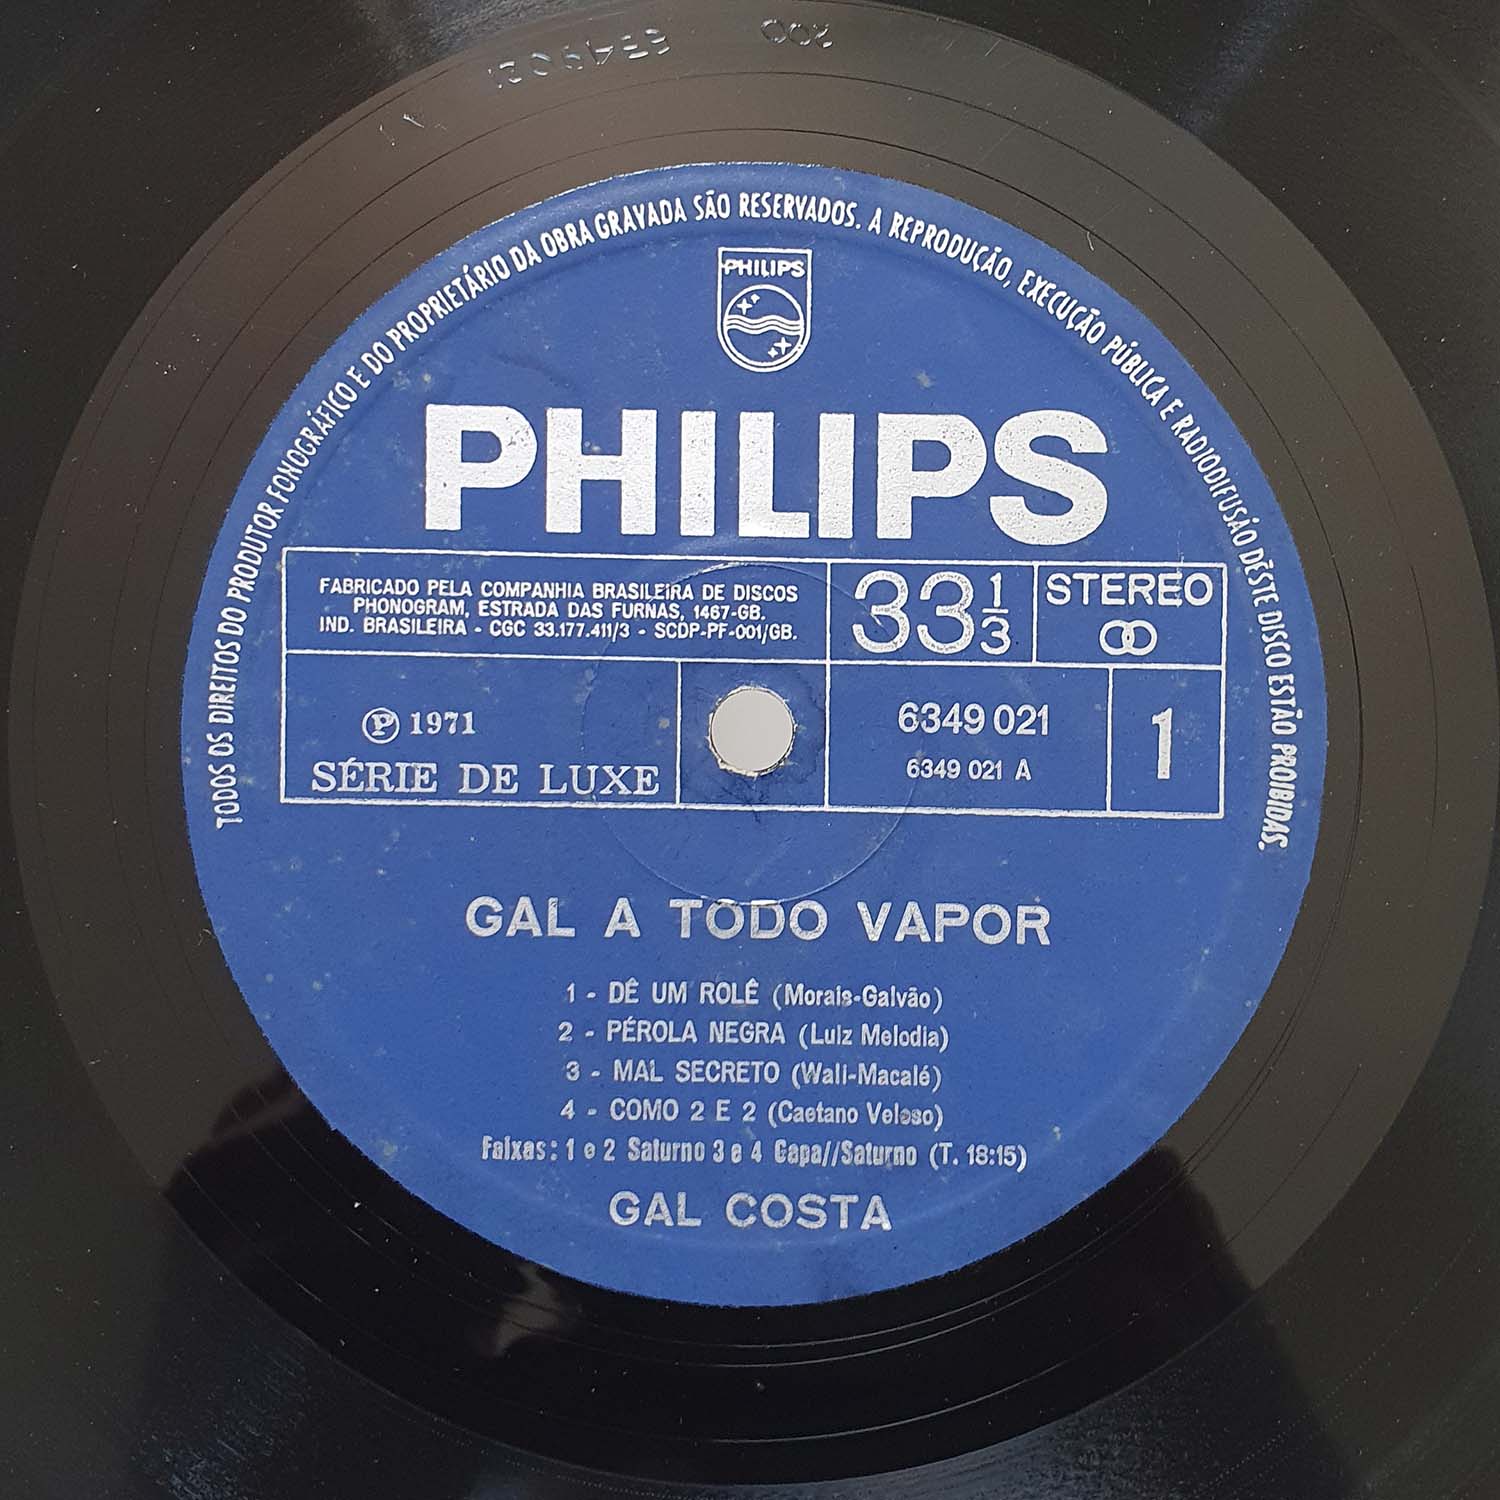 TODOS OS DIREITOS DO PRODUTOR FONOGRÁFICO E DO PROPRIETÁRIO DA OBRA GRAVADA SÃO RESERVADOS. A REPRODUÇÃO, EXECUÇÃO PÚBLICA E RADIODIFUSÃO DÊSTE DISCO ESTÃO PROIBIDAS.
PHILIPS
PHILIPS
FABRICADO PELA COMPANHIA BRASILEIRA DE DISCOS
PHONOGRAM, ESTRADA DAS FURNAS, 1467-GB.
IND. BRASILEIRA - CGC 33.177.411/3 - SCDP-PF-001/GB.
33 1/3
STEREO
℗ 1971
SÉRIE DE LUXE
6349 021
6349 021 A
1
GAL A TODO VAPOR
1 - DÊ UM ROLÊ (Morais-Galvão)
2 - PÉROLA NEGRA (Luiz Melodia)
3 - MAL SECRETO (Wali-Macalé)
4 - COMO 2 E 2 (Caetano Veloso)
Faixas: 1 e 2 Saturno 3 e 4 Gapa//Saturno (T. 18:15)
GAL COSTA